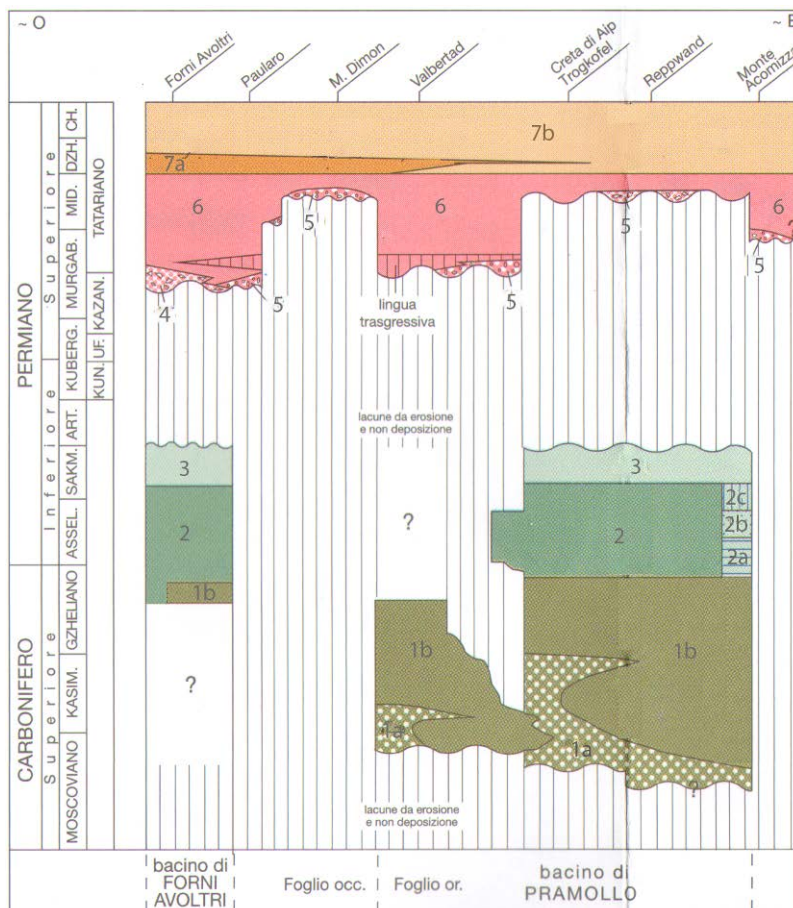 ~ O
~ E
Forni Avoltri
Paularo
M. Dimon
Valbertad
Creta di Aip
Trogkofel
Reppwand
Monte
Acomizza
PERMIANO
CARBONIFERO
Superiore
Inferiore
Superiore
CH.
DZH.
MID.
MURGAB.
KUBERG.
ART.
SAKM.
ASSEL.
GZHELIANO
KASIM.
MOSCOVIANO
TATARIANO
KAZAN.
UF.
KUN.
7b
7a
6
5
6
5
6
?
4
5
5
5
lingua
trasgressiva
lacune da erosione
e non deposizione
3
3
2c
2b
2a
2
?
2
1b
?
1b
1b
1a
1a
?
lacune da erosione
e non deposizione
bacino di
FORNI
AVOLTRI
Foglio occ.
Foglio or.
bacino di
PRAMOLLO